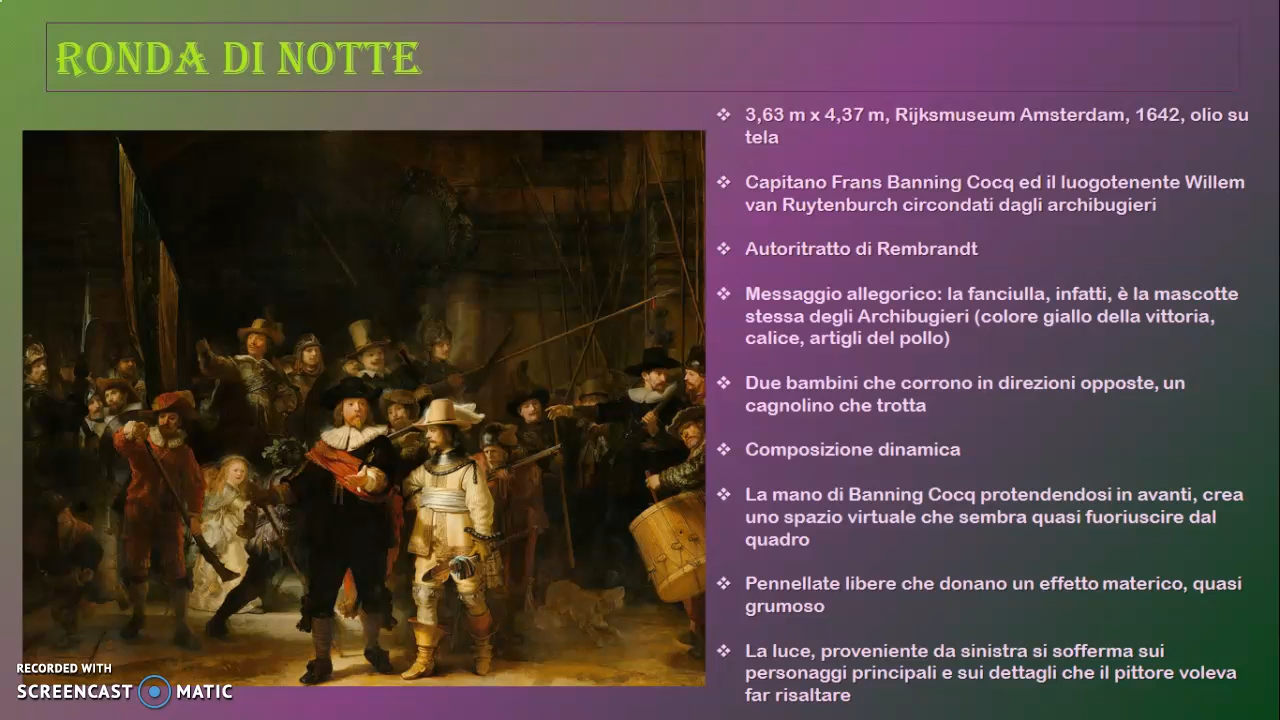 RONDA DI NOTTE
❖ 3,63 m x 4,37 m, Rijksmuseum Amsterdam, 1642, olio su
tela
❖ Capitano Frans Banning Cocq ed il luogotenente Willem
van Ruytenburch circondati dagli archibugieri
❖ Autoritratto di Rembrandt
❖ Messaggio allegorico: la fanciulla, infatti, è la mascotte
stessa degli Archibugieri (colore giallo della vittoria,
calice, artigli del pollo)
❖ Due bambini che corrono in direzioni opposte, un
cagnolino che trotta
❖ Composizione dinamica
❖ La mano di Banning Cocq protendendosi in avanti, crea
uno spazio virtuale che sembra quasi fuoriuscire dal
quadro
❖ Pennellate libere che donano un effetto materico, quasi
grumoso
❖ La luce, proveniente da sinistra si sofferma sui
personaggi principali e sui dettagli che il pittore voleva
far risaltare
RECORDED WITH
SCREENCAST MATIC